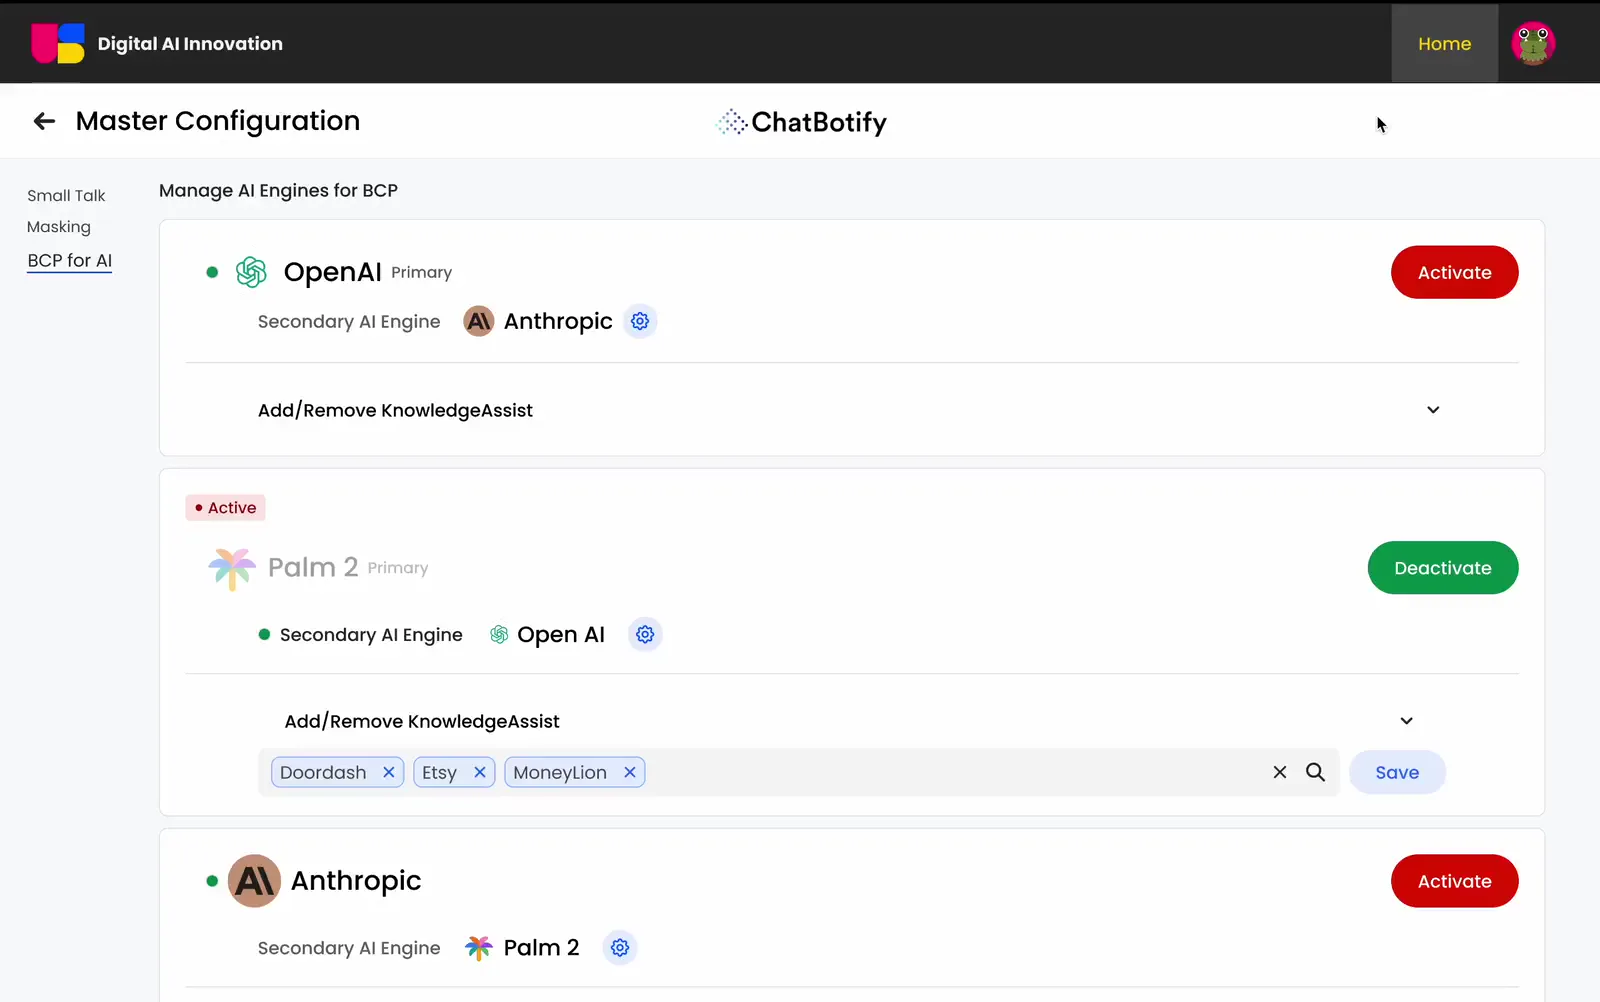 Digital AI Innovation
Home
Master Configuration
ChatBotify
Small Talk
Masking
BCP for AI
Manage AI Engines for BCP
OpenAI Primary
Activate
Secondary AI Engine Anthropic
Add/Remove KnowledgeAssist
Active
Palm 2 Primary
Deactivate
Secondary AI Engine Open AI
Add/Remove KnowledgeAssist
Doordash Etsy MoneyLion
Save
Anthropic
Activate
Secondary AI Engine Palm 2